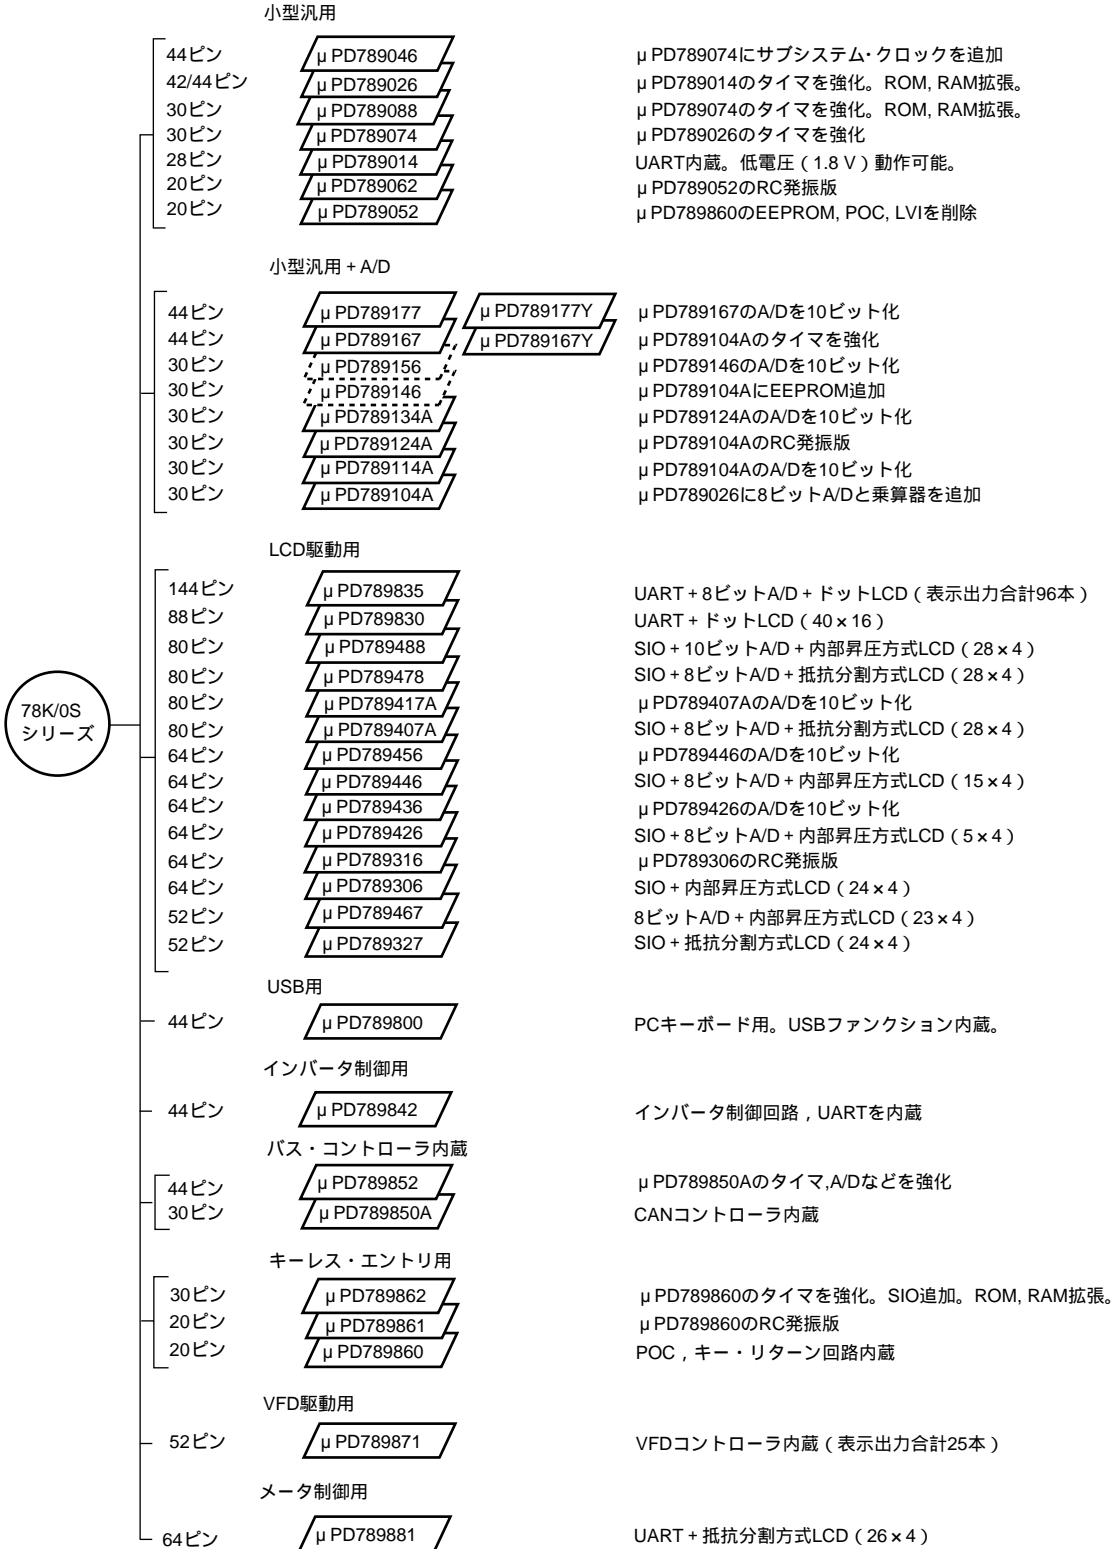 小型汎用
44ピン μPD789046 μPD789074にサブシステム・クロックを追加
42/44ピン μPD789026 μPD789014のタイマを強化。ROM, RAM拡張。
30ピン μPD789088 μPD789074のタイマを強化。ROM, RAM拡張。
30ピン μPD789074 μPD789026のタイマを強化
28ピン μPD789014 UART内蔵。低電圧（1.8 V）動作可能。
20ピン μPD789062 μPD789052のRC発振版
20ピン μPD789052 μPD789860のEEPROM, POC, LVIを削除
小型汎用＋A/D
44ピン μPD789177 μPD789177Y μPD789167のA/Dを10ビット化
44ピン μPD789167 μPD789167Y μPD789104Aのタイマを強化
30ピン μPD789156 μPD789146のA/Dを10ビット化
30ピン μPD789146 μPD789104AにEEPROM追加
30ピン μPD789134A μPD789124AのA/Dを10ビット化
30ピン μPD789124A μPD789104AのRC発振版
30ピン μPD789114A μPD789104AのA/Dを10ビット化
30ピン μPD789104A μPD789026に8ビットA/Dと乗算器を追加
LCD駆動用
144ピン μPD789835 UART＋8ビットA/D＋ドットLCD（表示出力合計96本）
88ピン μPD789830 UART＋ドットLCD（40×16）
80ピン μPD789488 SIO＋10ビットA/D＋内部昇圧方式LCD（28×4）
80ピン μPD789478 SIO＋8ビットA/D＋抵抗分割方式LCD（28×4）
80ピン μPD789417A μPD789407AのA/Dを10ビット化
80ピン μPD789407A SIO＋8ビットA/D＋抵抗分割方式LCD（28×4）
64ピン μPD789456 μPD789446のA/Dを10ビット化
64ピン μPD789446 SIO＋8ビットA/D＋内部昇圧方式LCD（15×4）
64ピン μPD789436 μPD789426のA/Dを10ビット化
64ピン μPD789426 SIO＋8ビットA/D＋内部昇圧方式LCD（5×4）
64ピン μPD789316 μPD789306のRC発振版
64ピン μPD789306 SIO＋内部昇圧方式LCD（24×4）
52ピン μPD789467 8ビットA/D＋内部昇圧方式LCD（23×4）
52ピン μPD789327 SIO＋抵抗分割方式LCD（24×4）
78K/0S
シリーズ
USB用
44ピン μPD789800 PCキーボード用。USBファンクション内蔵。
インバータ制御用
44ピン μPD789842 インバータ制御回路，UARTを内蔵
バス・コントローラ内蔵
44ピン μPD789852 μPD789850Aのタイマ,A/Dなどを強化
30ピン μPD789850A CANコントローラ内蔵
キーレス・エントリ用
30ピン μPD789862 μPD789860のタイマを強化。SIO追加。ROM, RAM拡張。
20ピン μPD789861 μPD789860のRC発振版
20ピン μPD789860 POC，キー・リターン回路内蔵
VFD駆動用
52ピン μPD789871 VFDコントローラ内蔵（表示出力合計25本）
メータ制御用
64ピン μPD789881 UART＋抵抗分割方式LCD（26×4）